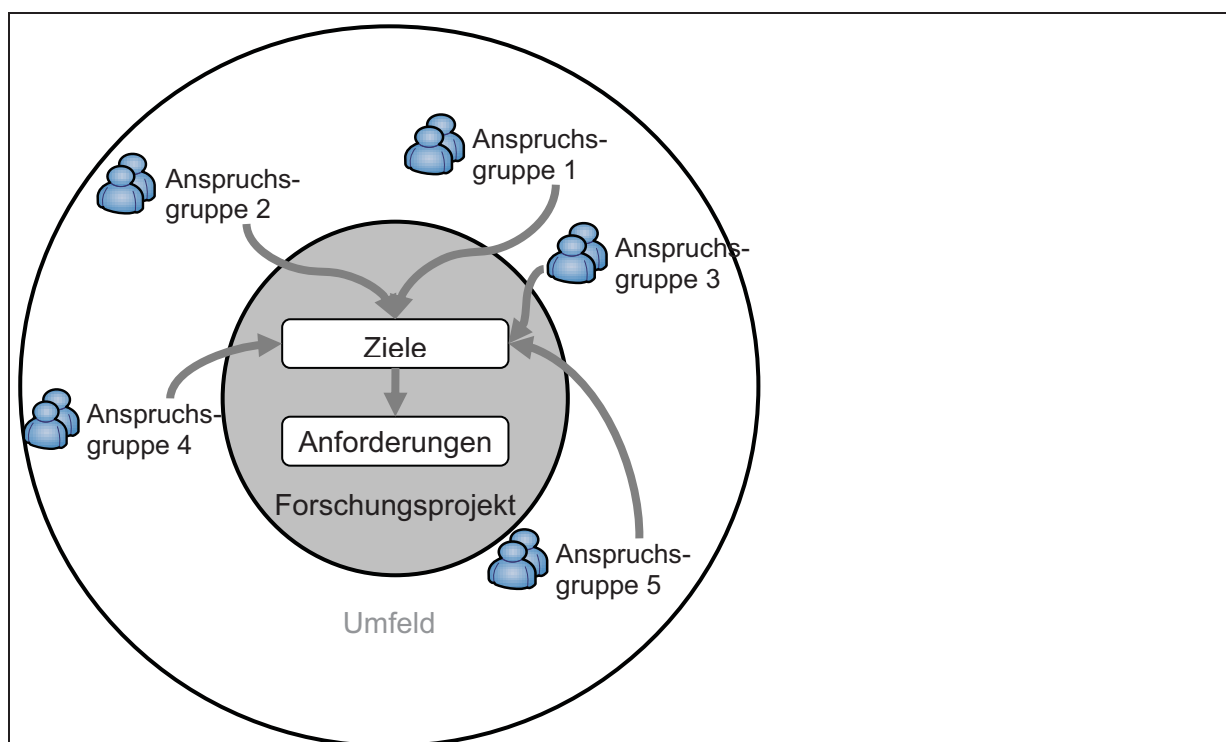 Anspruchs-
gruppe 1
Anspruchs-
gruppe 2
Anspruchs-
gruppe 3
Ziele
Anspruchs-
gruppe 4
Anforderungen
Forschungsprojekt
Anspruchs-
gruppe 5
Umfeld